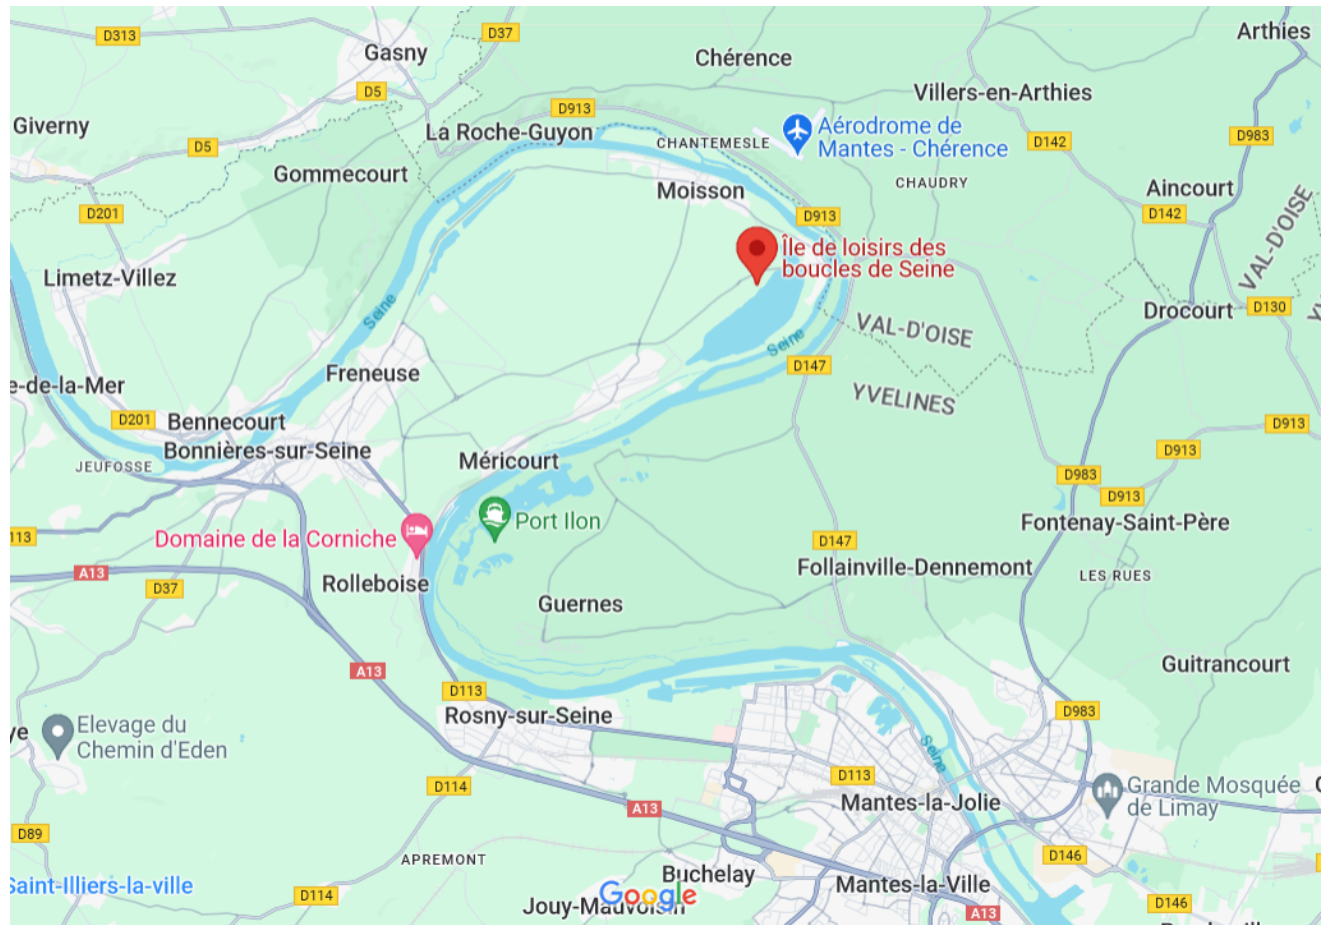 D313
D37
Arthies
Gasny
Chérence
D5
Villers-en-Arthies
D913
Giverny
La Roche-Guyon
Aérodrome de
Mantes - Chérence
D983
D5
CHANTEMESLE
D142
Gommecourt
Moisson
CHAUDRY
Aincourt
D201
D913
D142
VAL-D'OISE
Île de loisirs des
boucles de Seine
Limetz-Villez
Seine
Drocourt
D130
VAL-D'OISE
Seine
D147
Freneuse
e-de-la-Mer
YVELINES
D201
Bennecourt
D913
Bonnières-sur-Seine
D913
JEUFOSSE
Méricourt
D983
D913
Port Ilon
Fontenay-Saint-Père
113
Domaine de la Corniche
D147
A13
D37
Rolleboise
Follainville-Dennemont
LES RUES
Guernes
A13
Guitrancourt
D113
D983
Rosny-sur-Seine
ye
Elevage du
Chemin d'Eden
Seine
D114
D113
Grande Mosquée
de Limay
A13
Mantes-la-Jolie
D89
APREMONT
D146
Buchelay
Saint-Illiers-la-ville
D114
Google
Mantes-la-Ville
Jouy-Mauvoisin
A13
D146